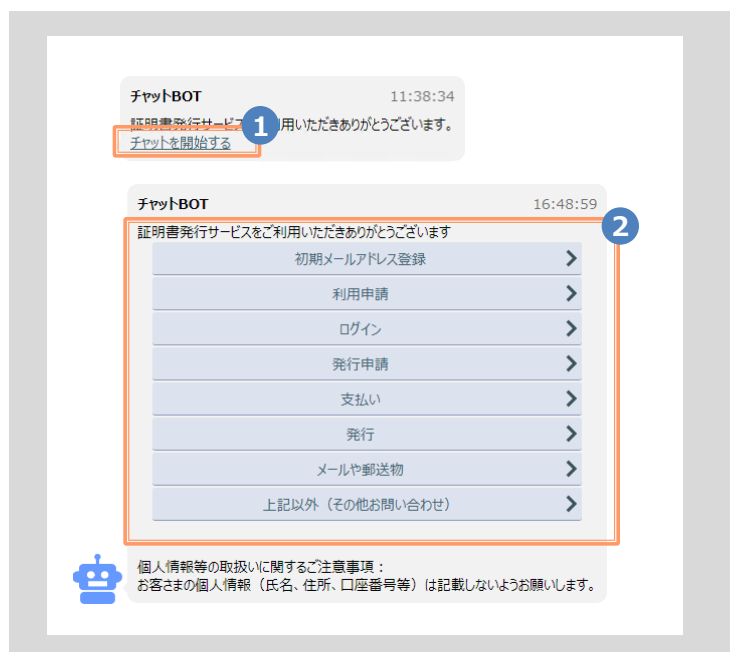 チャットBOT 11:38:34
1
証明書発行サービス 用いただきありがとうございます。
チャットを開始する
チャットBOT 16:48:59
2
証明書発行サービスをご利用いただきありがとうございます
初期メールアドレス登録
利用申請
ログイン
発行申請
支払い
発行
メールや郵送物
上記以外（その他お問い合わせ）
個人情報等の取扱いに関するご注意事項：
お客さまの個人情報（氏名、住所、口座番号等）は記載しないようお願いします。